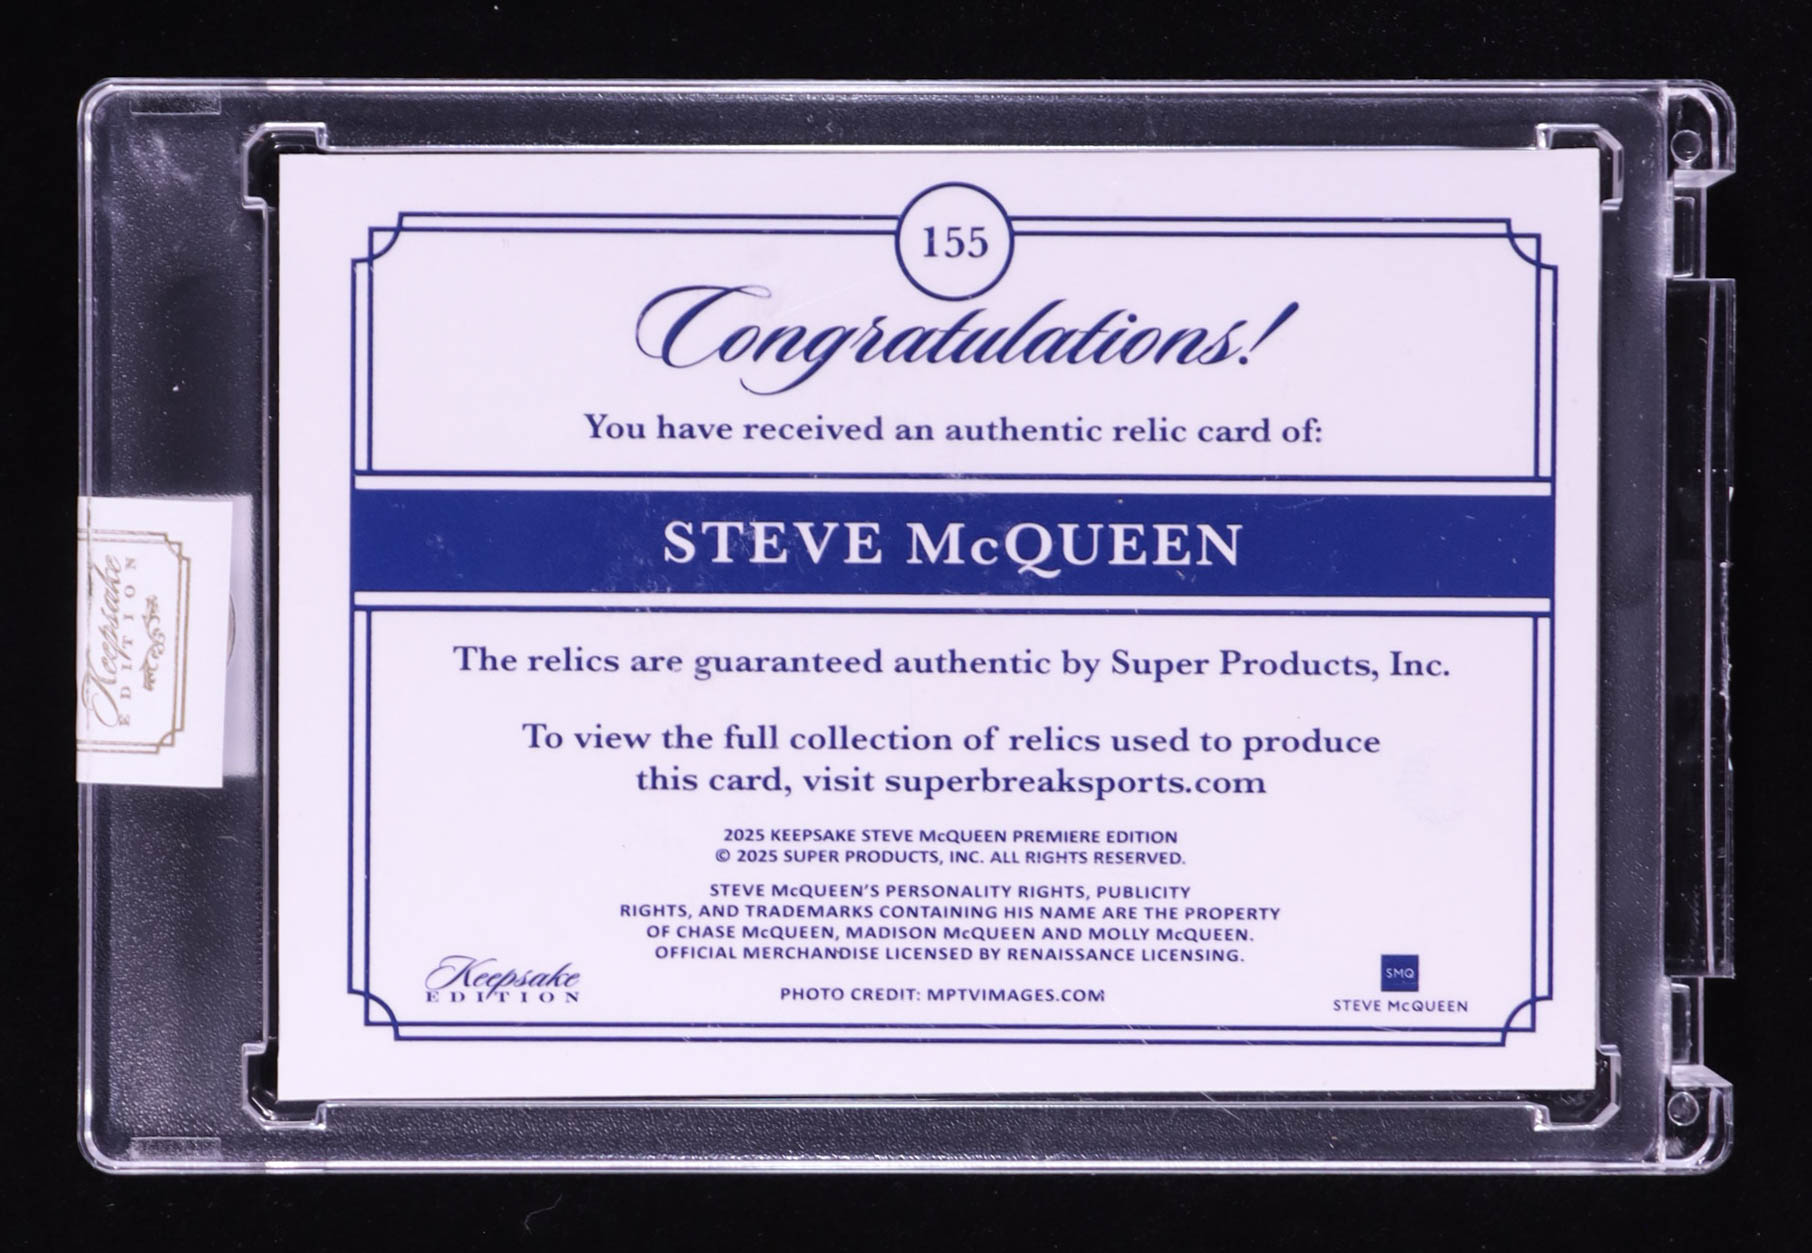 155
Congratulations!
You have received an authentic relic card of:
STEVE McQUEEN
The relics are guaranteed authentic by Super Products, Inc.
To view the full collection of relics used to produce
this card, visit superbreaksports.com
2025 KEEPSAKE STEVE McQUEEN PREMIERE EDITION
© 2025 SUPER PRODUCTS, INC. ALL RIGHTS RESERVED.
STEVE McQUEEN'S PERSONALITY RIGHTS, PUBLICITY
RIGHTS, AND TRADEMARKS CONTAINING HIS NAME ARE THE PROPERTY
OF CHASE McQUEEN, MADISON McQUEEN AND MOLLY McQUEEN.
OFFICIAL MERCHANDISE LICENSED BY RENAISSANCE LICENSING.
PHOTO CREDIT: MPTVIMAGES.COM
Keepsake
EDITION
SMQ
STEVE McQUEEN
Keepsake
EDITION